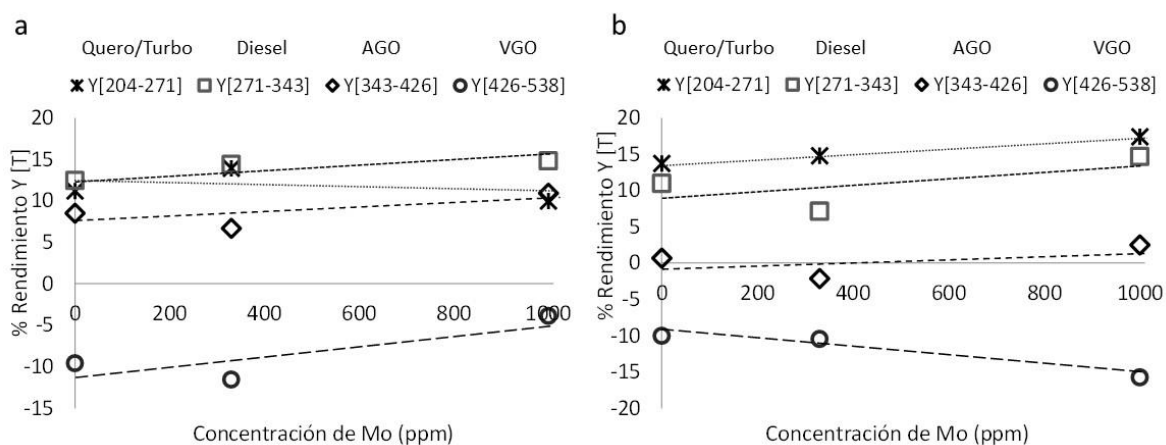 a
Quero/Turbo Diesel AGO VGO
Y[204-271] Y[271-343] Y[343-426] Y[426-538]
20
15
10
5
0
-5
-10
-15
0 200 400 600 800 1000
% Rendimiento Y [T]
Concentración de Mo (ppm)
b
Quero/Turbo Diesel AGO VGO
Y[204-271] Y[271-343] Y[343-426] Y[426-538]
20
15
10
5
0
-5
-10
-15
-20
0 200 400 600 800 1000
% Rendimiento Y [T]
Concentración de Mo (ppm)